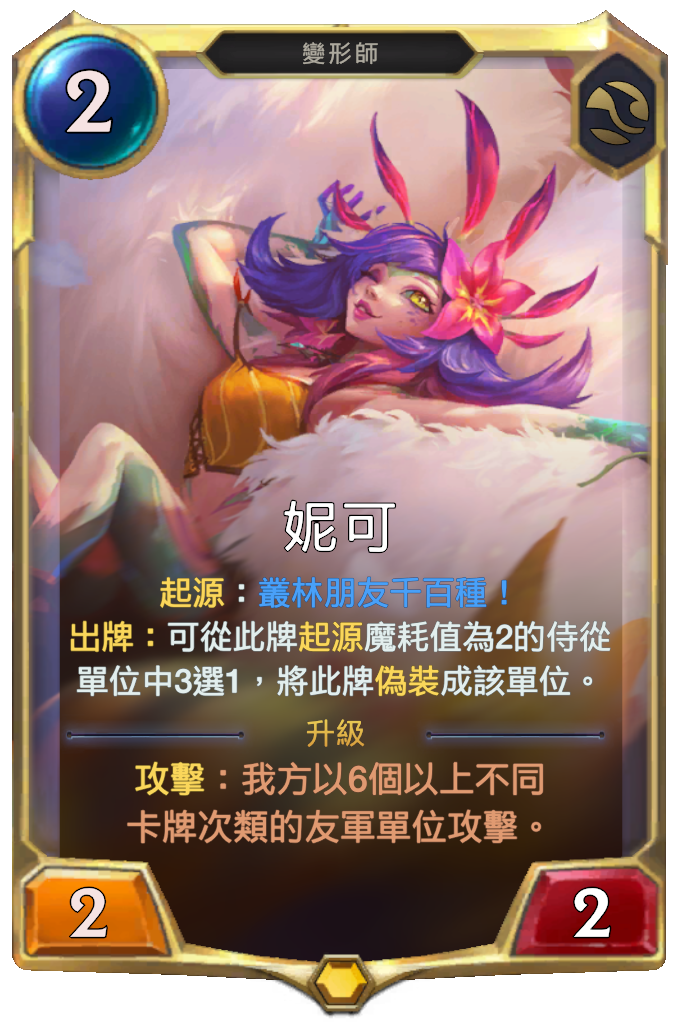 2
變形師
妮可
起源：叢林朋友千百種！
出牌：可從此牌起源魔耗值為2的侍從
單位中3選1，將此牌偽裝成該單位。
升級
攻擊：我方以6個以上不同
卡牌次類的友軍單位攻擊。
2
2